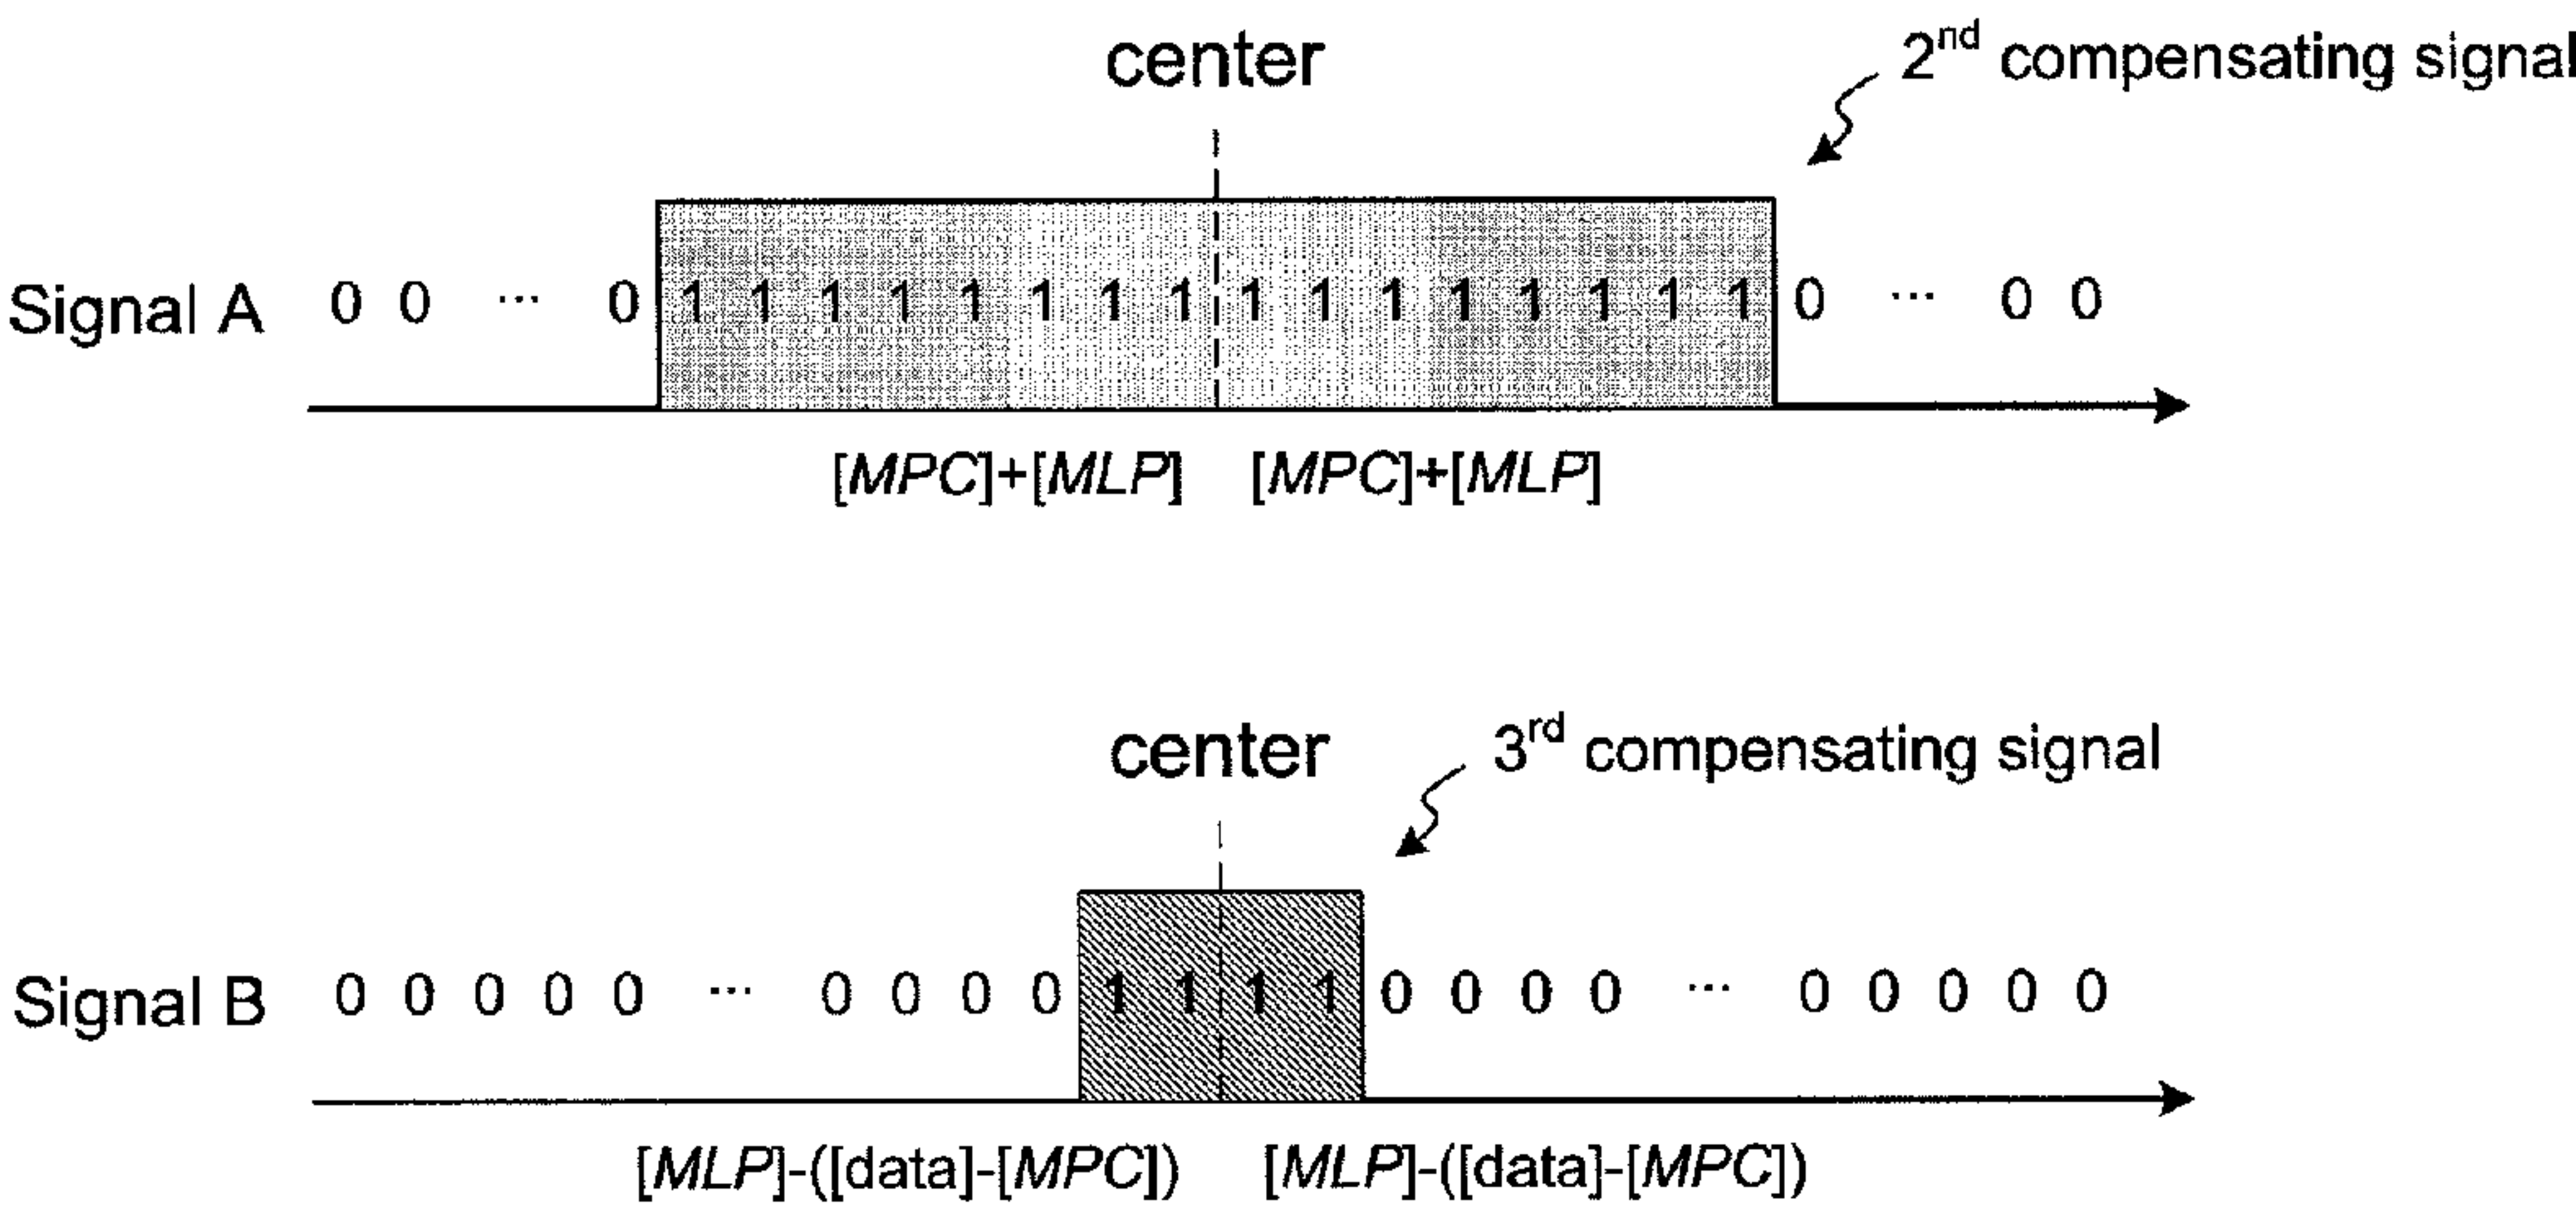 center
2nd compensating signal
Signal A 0 0 ... 0 1 1 1 1 1 1 1 1 1 1 1 1 1 1 1 1 0 ... 0 0
[MPC]+[MLP] [MPC]+[MLP]
center
3rd compensating signal
Signal B 0 0 0 0 0 ... 0 0 0 0 1 1 1 1 0 0 0 0 ... 0 0 0 0 0
[MLP]-([data]-[MPC]) [MLP]-([data]-[MPC])